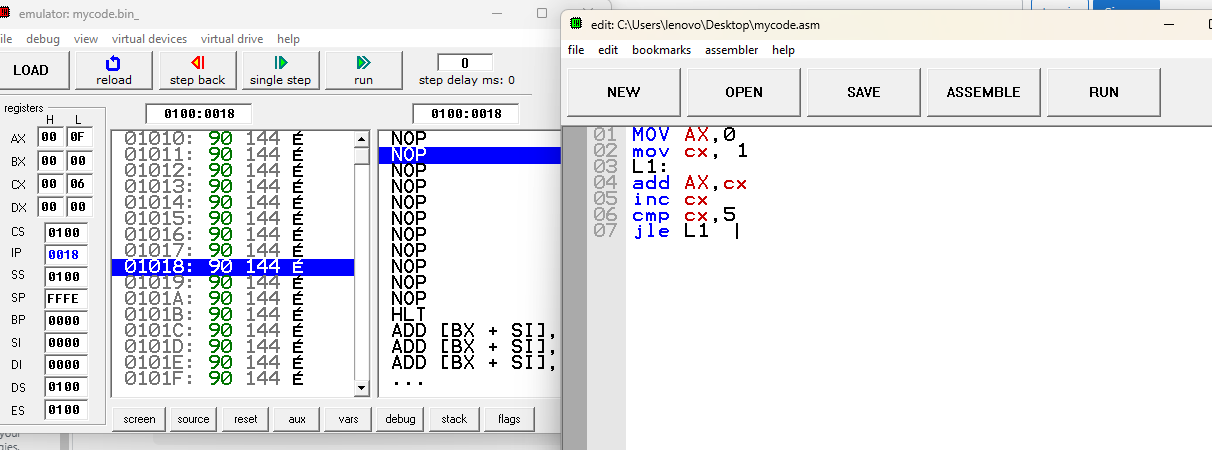 emulator: mycode.bin_
ile debug view virtual devices virtual drive help
LOAD reload step back single step run 0 step delay ms: 0
registers
H L
AX 00 0F
BX 00 00
CX 00 06
DX 00 00
CS 0100
IP 0018
SS 0100
SP FFFE
BP 0000
SI 0000
DI 0000
DS 0100
ES 0100
0100:0018
01010: 90 144 É
01011: 90 144 É
01012: 90 144 É
01013: 90 144 É
01014: 90 144 É
01015: 90 144 É
01016: 90 144 É
01017: 90 144 É
01018: 90 144 É
01019: 90 144 É
0101A: 90 144 É
0101B: 90 144 É
0101C: 90 144 É
0101D: 90 144 É
0101E: 90 144 É
0101F: 90 144 É
0100:0018
NOP
NOP
NOP
NOP
NOP
NOP
NOP
NOP
NOP
NOP
NOP
HLT
ADD [BX + SI],
ADD [BX + SI],
ADD [BX + SI],
...
screen source reset aux vars debug stack flags
your
gies.
edit: C:\Users\lenovo\Desktop\mycode.asm
file edit bookmarks assembler help
NEW OPEN SAVE ASSEMBLE RUN
01 MOV AX,0
02 mov cx, 1
03 L1:
04 add AX,cx
05 inc cx
06 cmp cx,5
07 jle L1